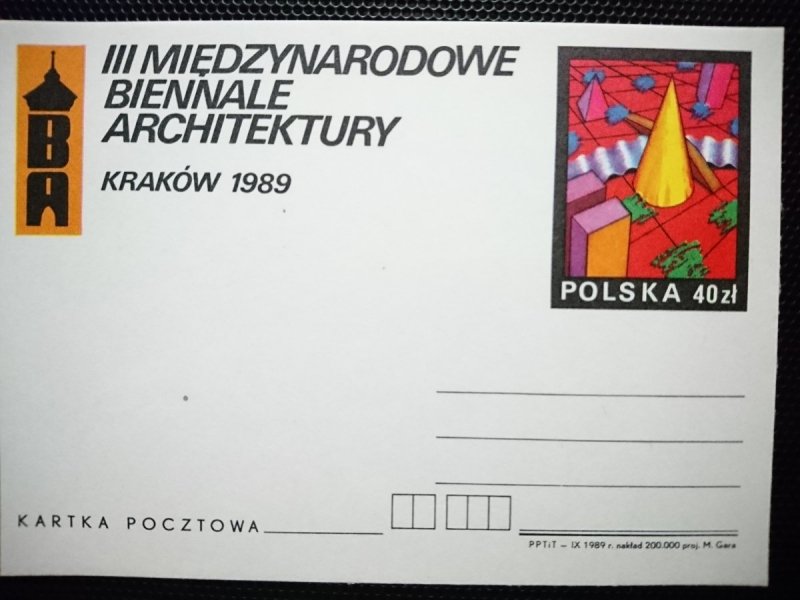 BA
III MIĘDZYNARODOWE
BIENNALE
ARCHITEKTURY
KRAKÓW 1989
POLSKA 40zł
KARTKA POCZTOWA
PPTiT – IX 1989 r. nakład 200.000 proj. M. Gara